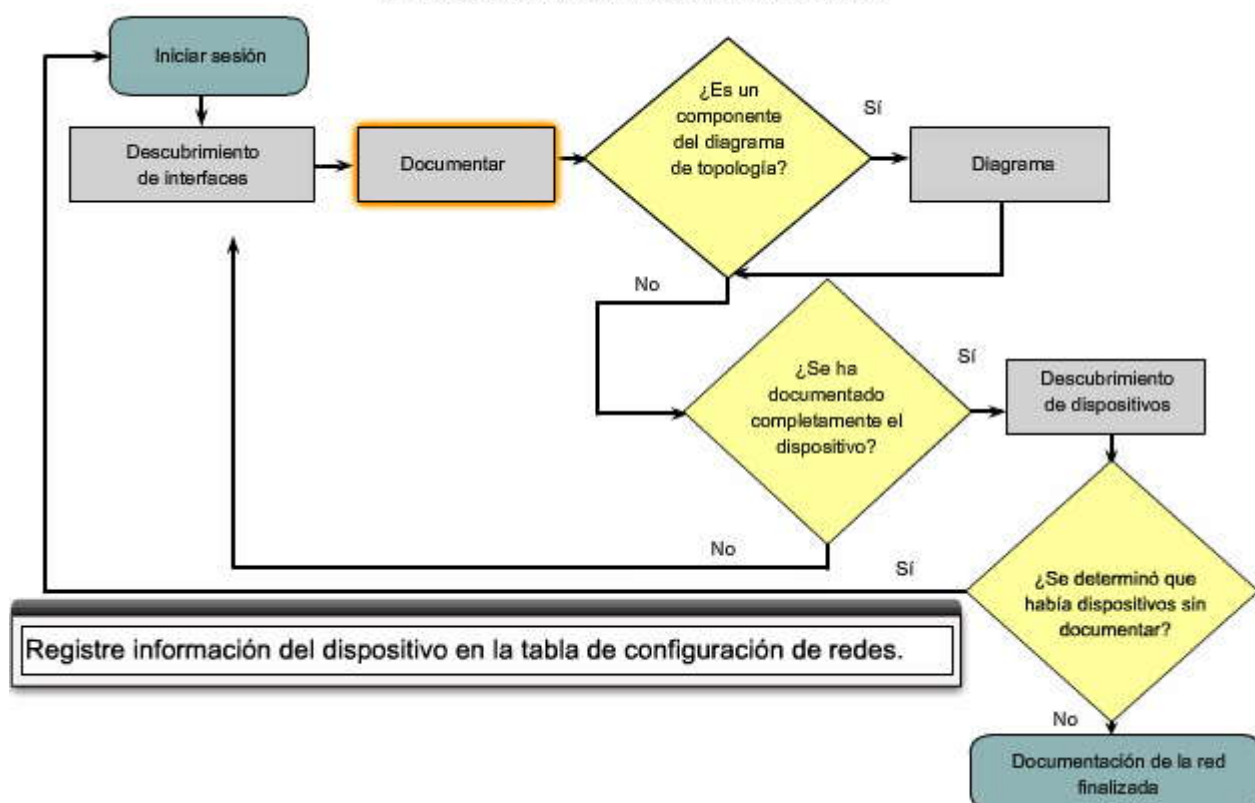 Iniciar sesión
Descubrimiento
de interfaces
Documentar
¿Es un
componente
del diagrama
de topología?
Sí
Diagrama
No
¿Se ha
documentado
completamente el
dispositivo?
Sí
Descubrimiento
de dispositivos
No
Sí
¿Se determinó que
había dispositivos sin
documentar?
Registre información del dispositivo en la tabla de configuración de redes.
No
Documentación de la red
finalizada